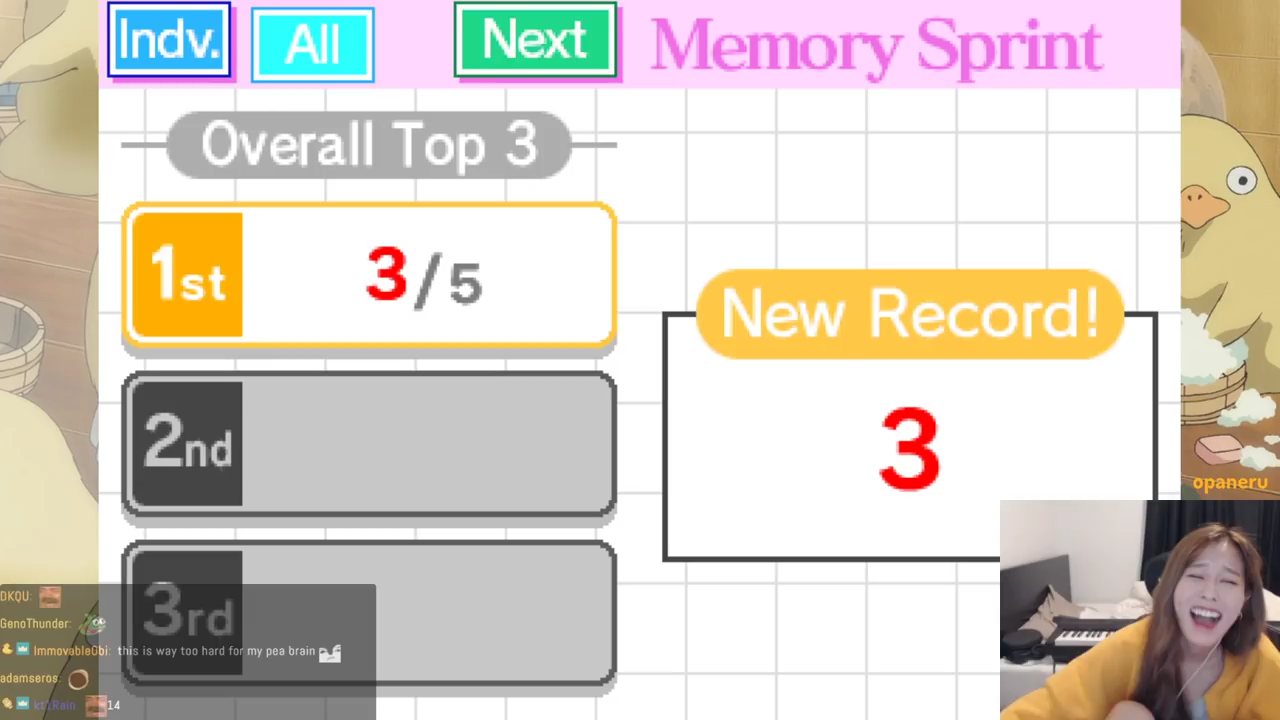 Indv.
All
Next
Memory Sprint
Overall Top 3
1st
3/5
New Record!
3
2nd
3rd
opaneru
DKQU:
GenoThunder:
ImmovableObi: this is way too hard for my pea brain
adamseros:
kt1Rain
14